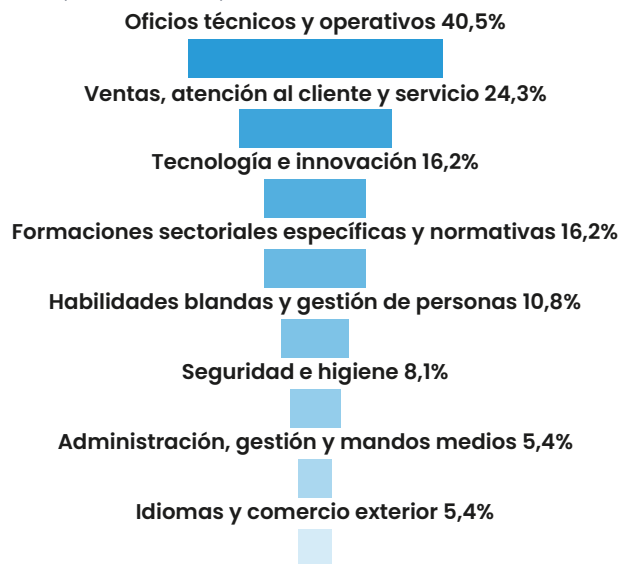 Oficios técnicos y operativos 40,5%
Ventas, atención al cliente y servicio 24,3%
Tecnología e innovación 16,2%
Formaciones sectoriales específicas y normativas 16,2%
Habilidades blandas y gestión de personas 10,8%
Seguridad e higiene 8,1%
Administración, gestión y mandos medios 5,4%
Idiomas y comercio exterior 5,4%